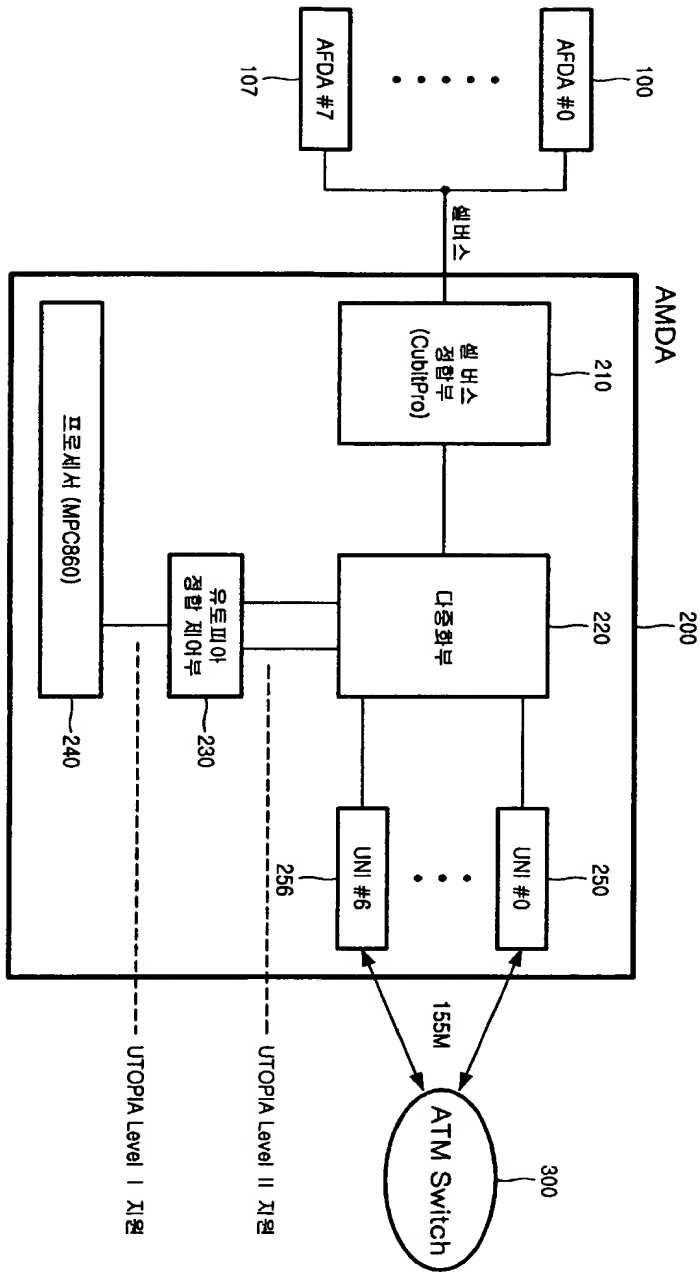 AFDA #0
100
AFDA #7
107
셀버스
AMDA
200
셀 버스
정합부
(CubitPro)
210
다중화부
220
UNI #0
250
UNI #6
256
155M
ATM Switch
300
유토피아
정합 제어부
230
UTOPIA Level II 지원
프로세서 (MPC860)
240
UTOPIA Level I 지원